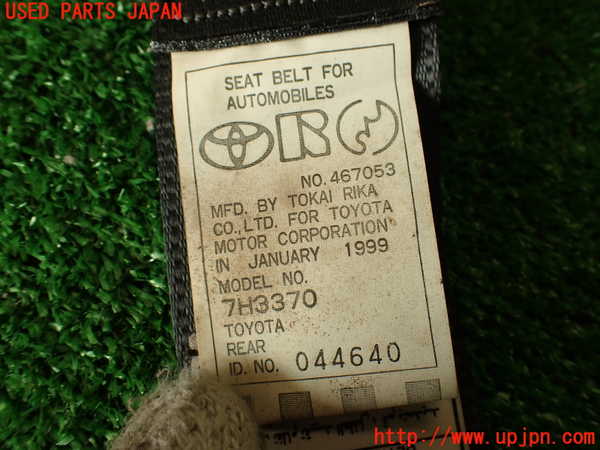 USED PARTS JAPAN
SEAT BELT FOR
AUTOMOBILES
NO. 467053
MFD. BY TOKAI RIKA
CO., LTD. FOR TOYOTA
MOTOR CORPORATION
IN JANUARY 1999
MODEL NO.
7H3370
TOYOTA
REAR
ID. NO. 044640
http://www.upjpn.com/